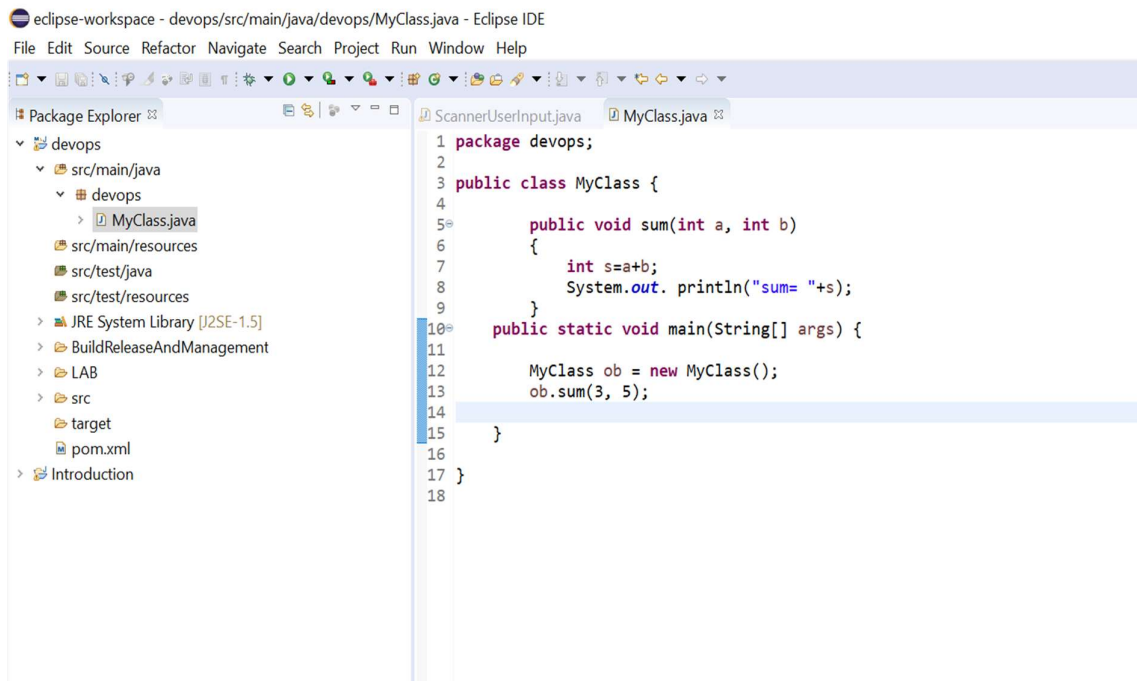 eclipse-workspace - devops/src/main/java/devops/MyClass.java - Eclipse IDE
File Edit Source Refactor Navigate Search Project Run Window Help
Package Explorer
devops
src/main/java
devops
MyClass.java
src/main/resources
src/test/java
src/test/resources
JRE System Library [J2SE-1.5]
BuildReleaseAndManagement
LAB
src
target
pom.xml
Introduction
ScannerUserInput.java MyClass.java
1 package devops;
2
3 public class MyClass {
4
5 public void sum(int a, int b)
6 {
7 int s=a+b;
8 System.out. println("sum= "+s);
9 }
10 public static void main(String[] args) {
11
12 MyClass ob = new MyClass();
13 ob.sum(3, 5);
14
15 }
16
17 }
18